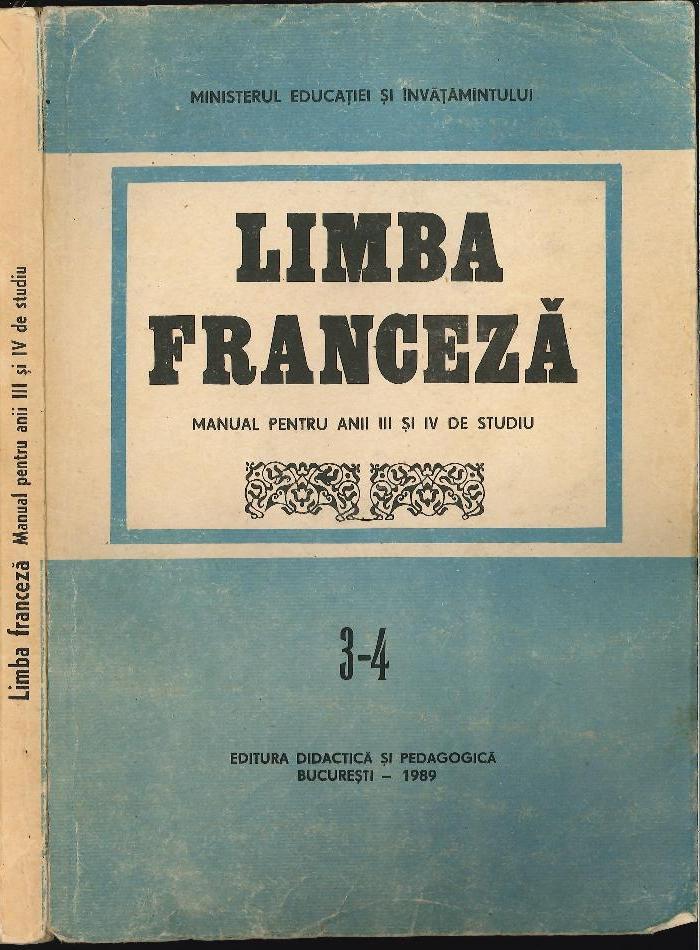 MINISTERUL EDUCAȚIEI ȘI INVĂȚĂMINTULUI
LIMBA
FRANCEZĂ
MANUAL PENTRU ANII III ȘI IV DE STUDIU
3-4
EDITURA DIDACTICĂ ȘI PEDAGOGICĂ
BUCUREȘTI – 1989
Limba franceză Manual pentru anii III și IV de studiu